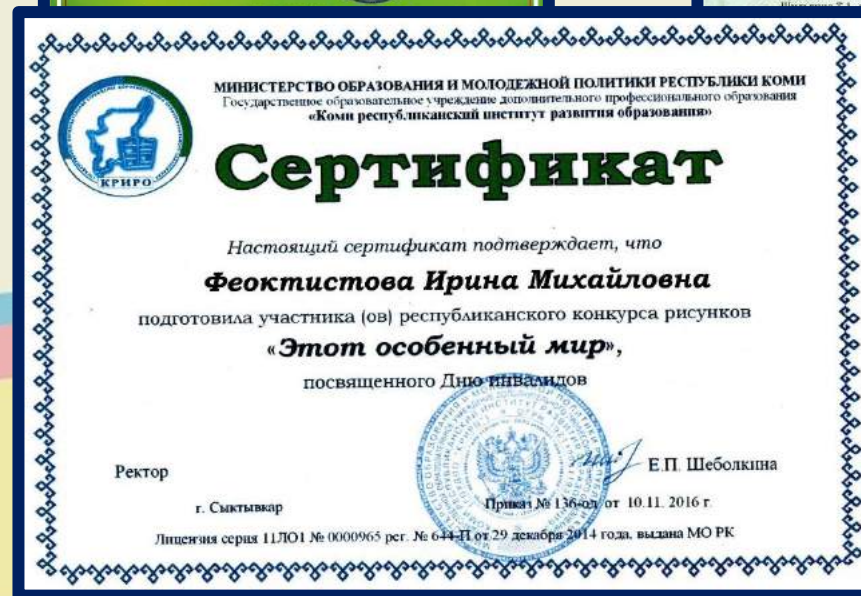 МИНИСТЕРСТВО ОБРАЗОВАНИЯ И МОЛОДЕЖНОЙ ПОЛИТИКИ РЕСПУБЛИКИ КОМИ
Государственное образовательное учреждение дополнительного профессионального образования
«Коми республиканский институт развития образования»
КРИРО
Сертификат
Настоящий сертификат подтверждает, что
Феоктистова Ирина Михайловна
подготовила участника (ов) республиканского конкурса рисунков
«Этот особенный мир»,
посвященного Дню инвалидов
Ректор
Е.П. Шеболкина
г. Сыктывкар
Приказ № 136-од от 10.11. 2016 г.
Лицензия серия 11ЛО1 № 0000965 рег. № 644-П от 29 декабря 2014 года, выдана МО РК